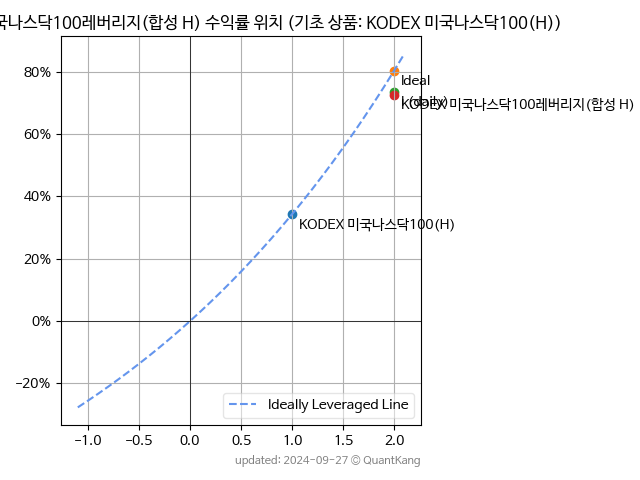 나스닥100레버리지(합성 H) 수익률 위치 (기초 상품: KODEX 미국나스닥100(H))
80%
60%
40%
20%
0%
−20%
Ideal
KODEX 미국나스닥100레버리지(합성 H)
KODEX 미국나스닥100(H)
Ideally Leveraged Line
−1.0 −0.5 0.0 0.5 1.0 1.5 2.0
updated: 2024-09-27 © QuantKang